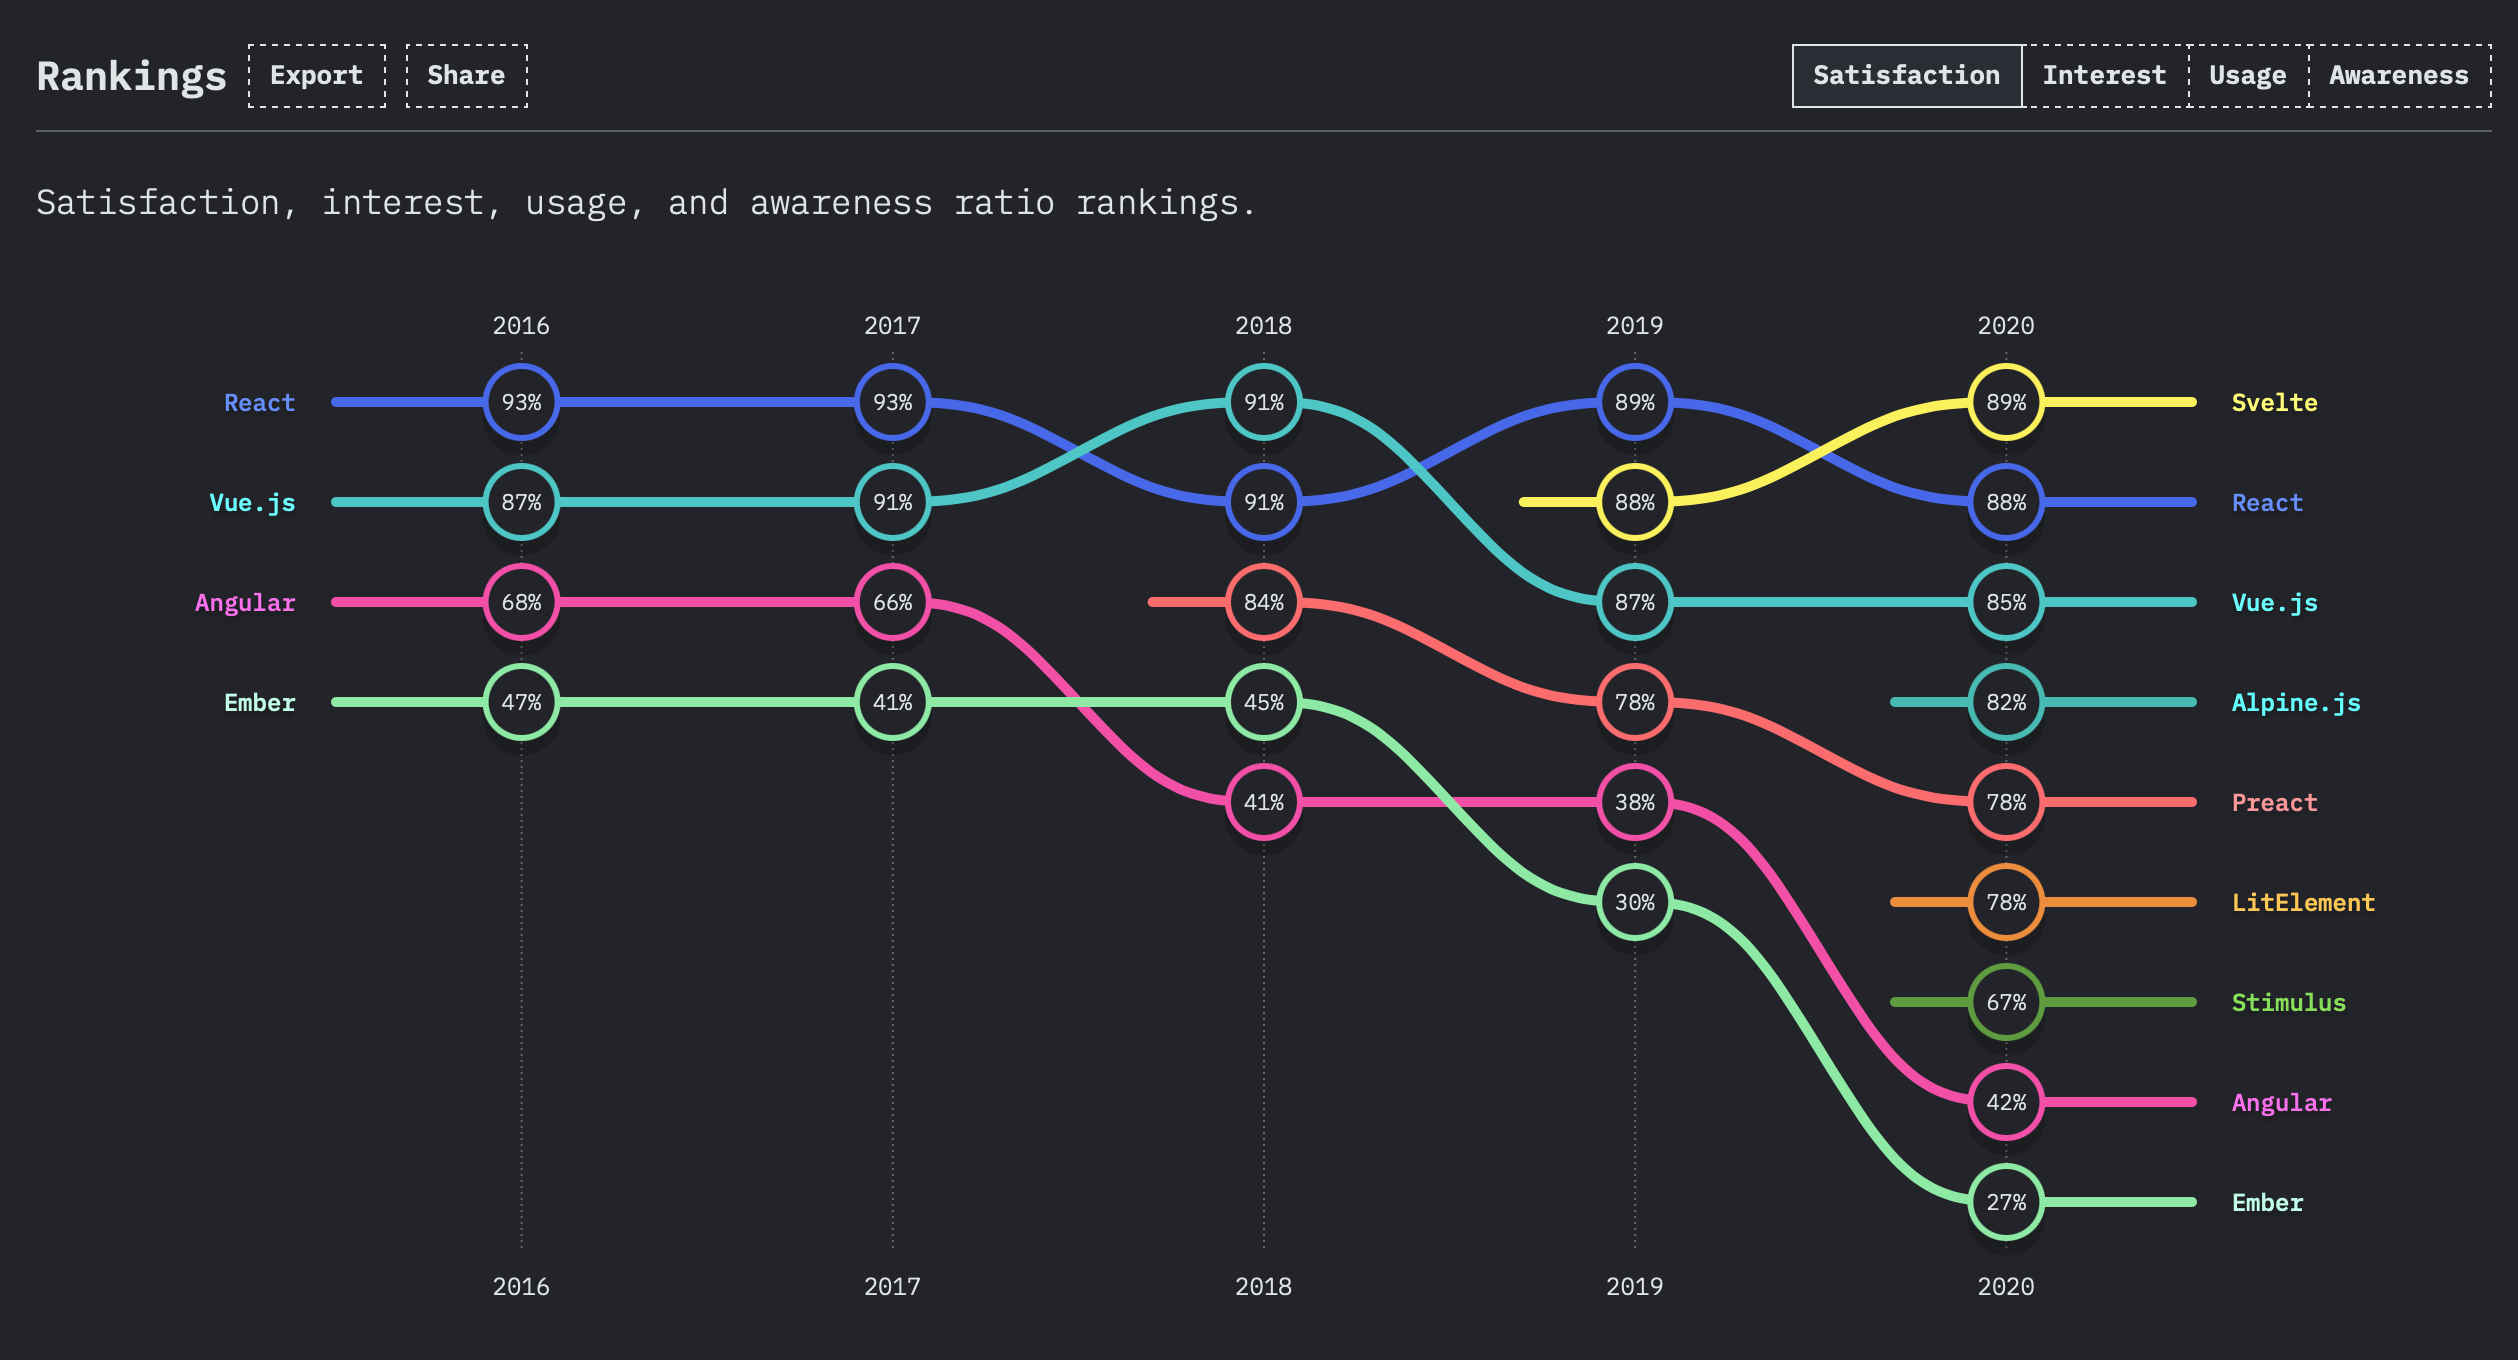 Rankings Export Share Satisfaction Interest Usage Awareness
Satisfaction, interest, usage, and awareness ratio rankings.
2016 2017 2018 2019 2020
React 93% 93% 91% 89% 89% Svelte
Vue.js 87% 91% 91% 88% 88% React
Angular 68% 66% 84% 87% 85% Vue.js
Ember 47% 41% 45% 78% 82% Alpine.js
41% 38% 78% Preact
30% 78% LitElement
67% Stimulus
42% Angular
27% Ember
2016 2017 2018 2019 2020